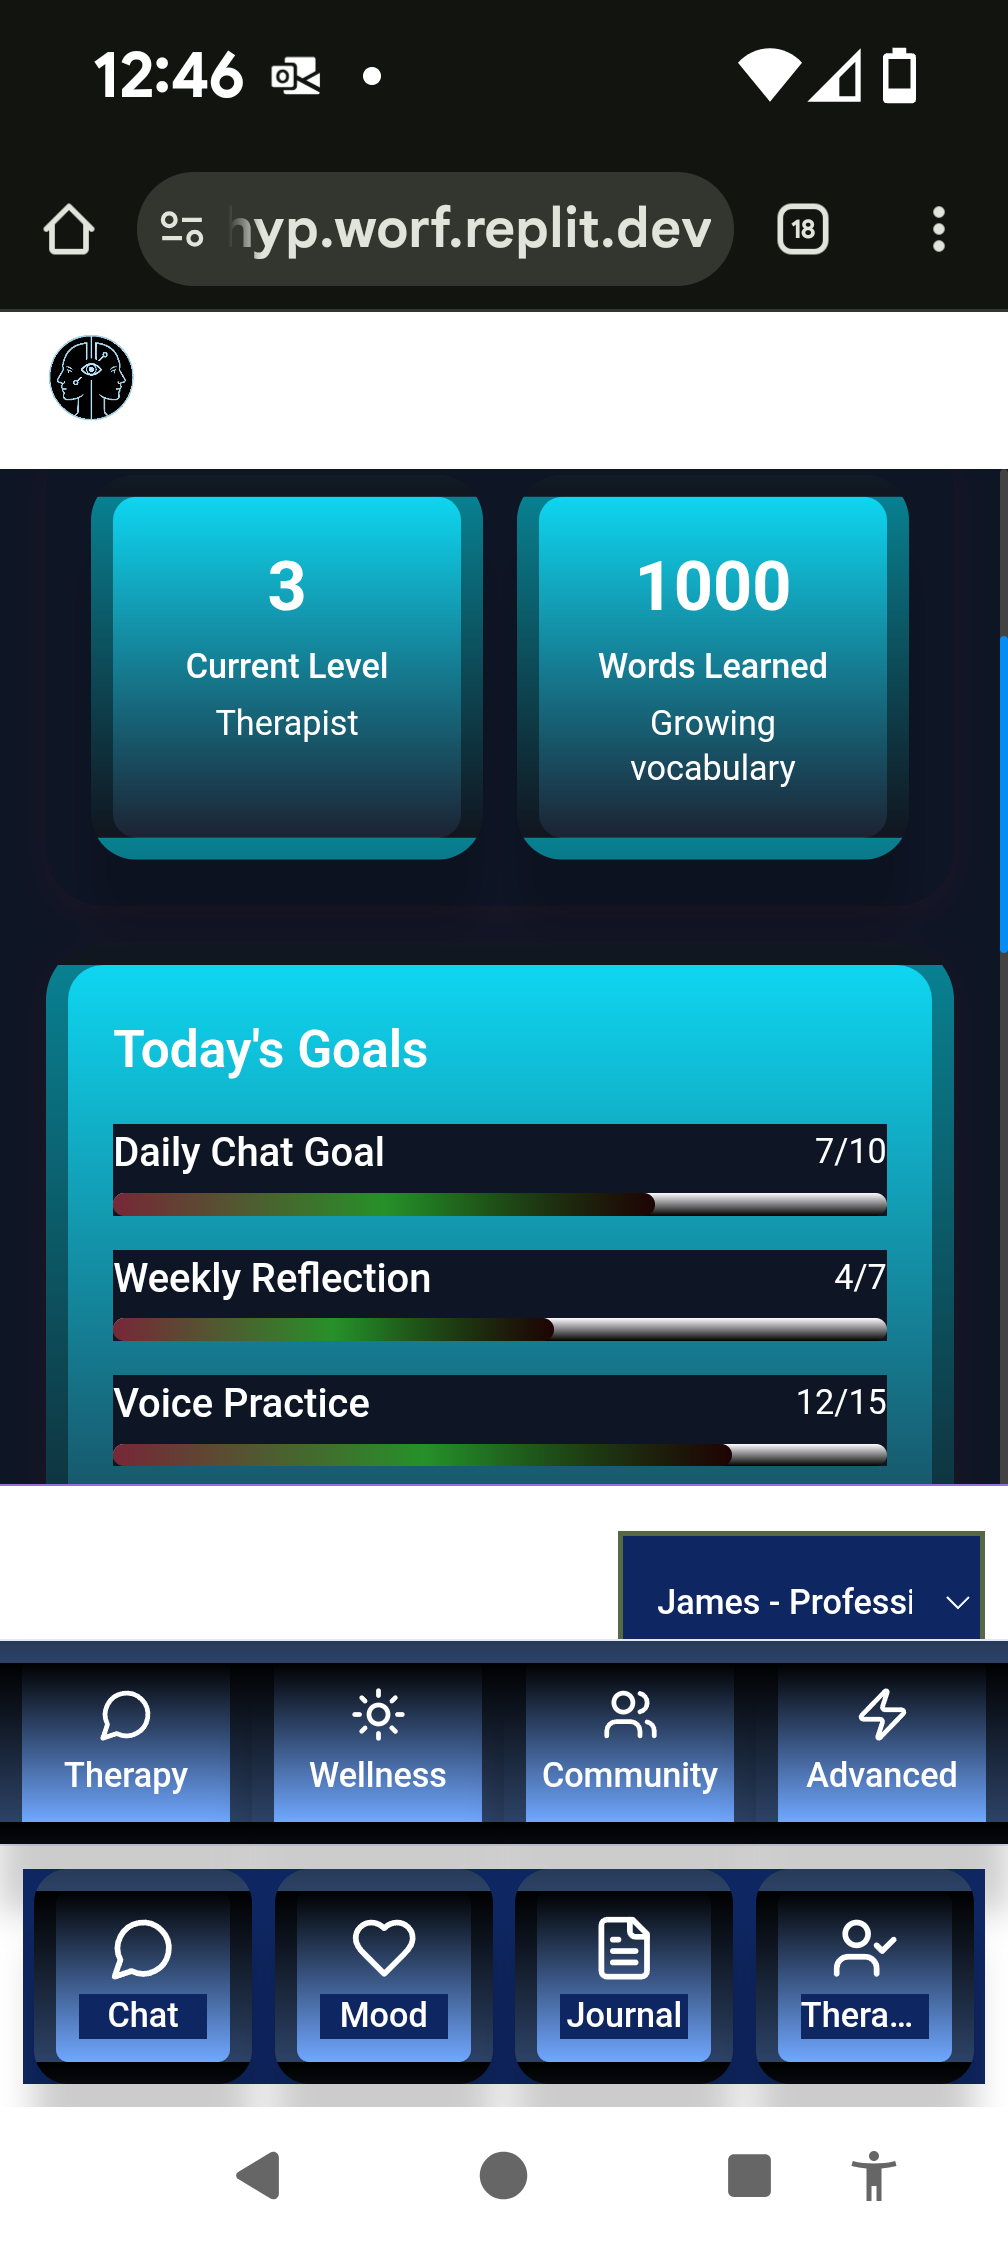 12:46
hyp.worf.replit.dev
18
3
Current Level
Therapist
1000
Words Learned
Growing
vocabulary
Today's Goals
Daily Chat Goal 7/10
Weekly Reflection 4/7
Voice Practice 12/15
James - Professi
Therapy Wellness Community Advanced
Chat Mood Journal Thera...